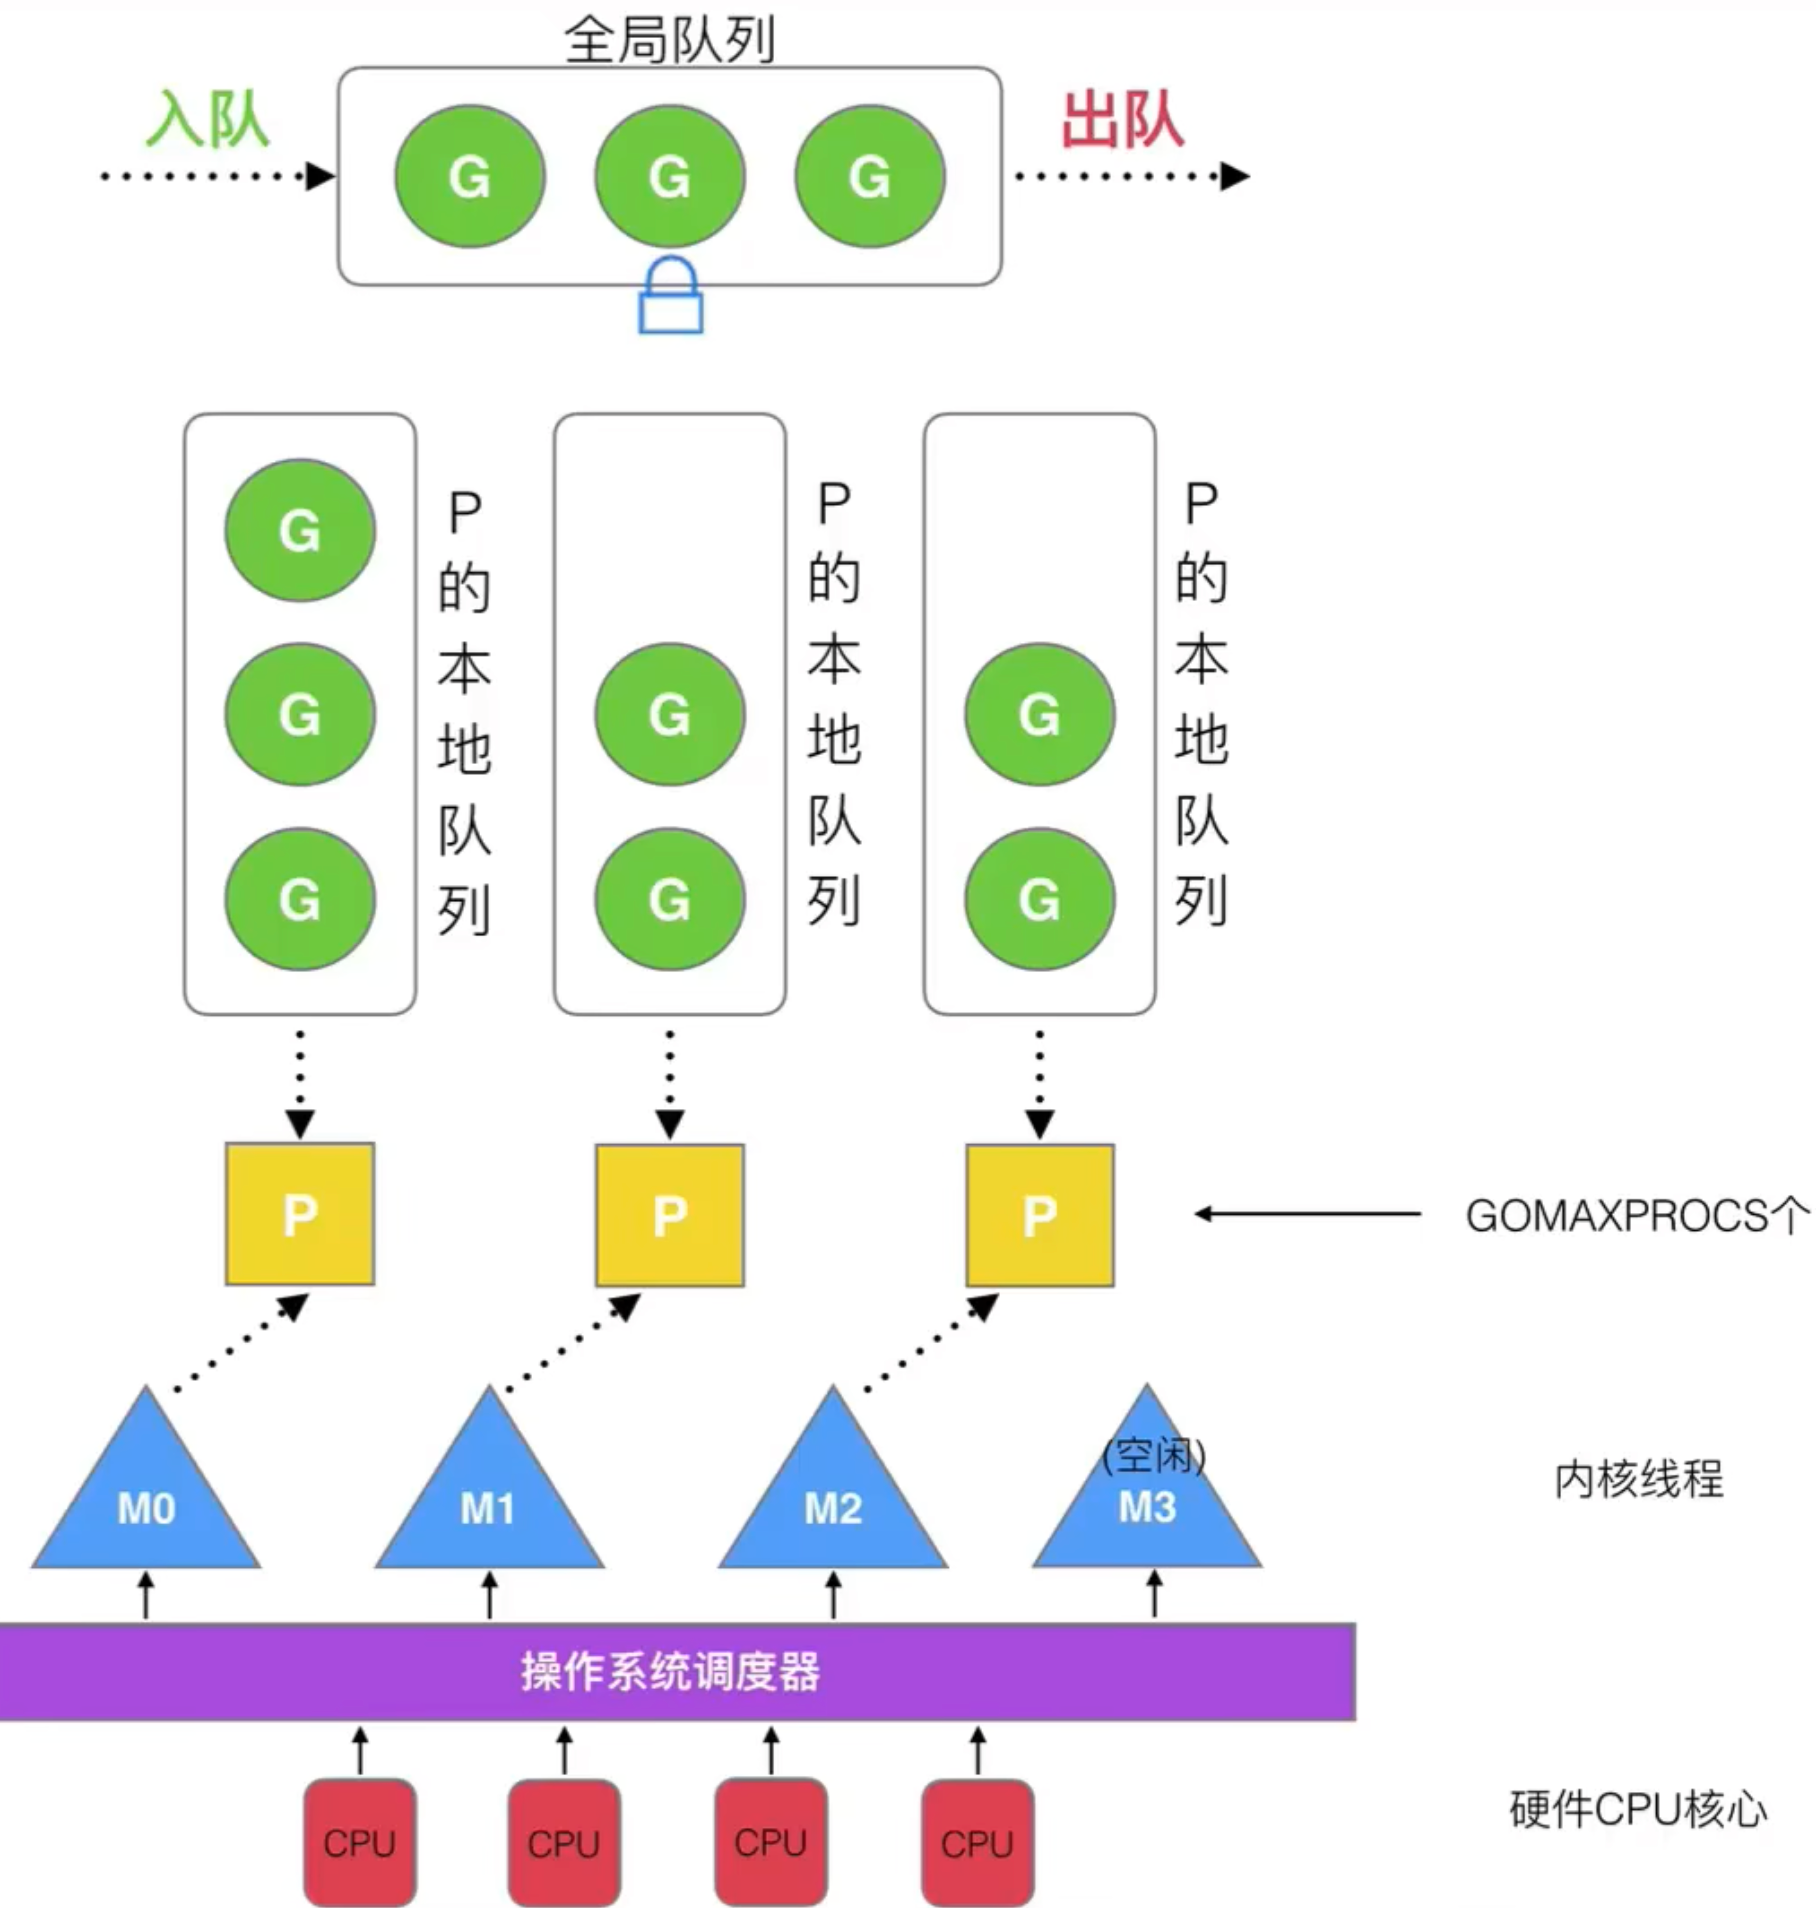 全局队列
入队
出队
G G G
G
G
G
P的本地队列
G
G
P的本地队列
G
G
P的本地队列
P P P
GOMAXPROCS个
(空闲)
M0 M1 M2 M3
内核线程
操作系统调度器
CPU CPU CPU CPU
硬件CPU核心